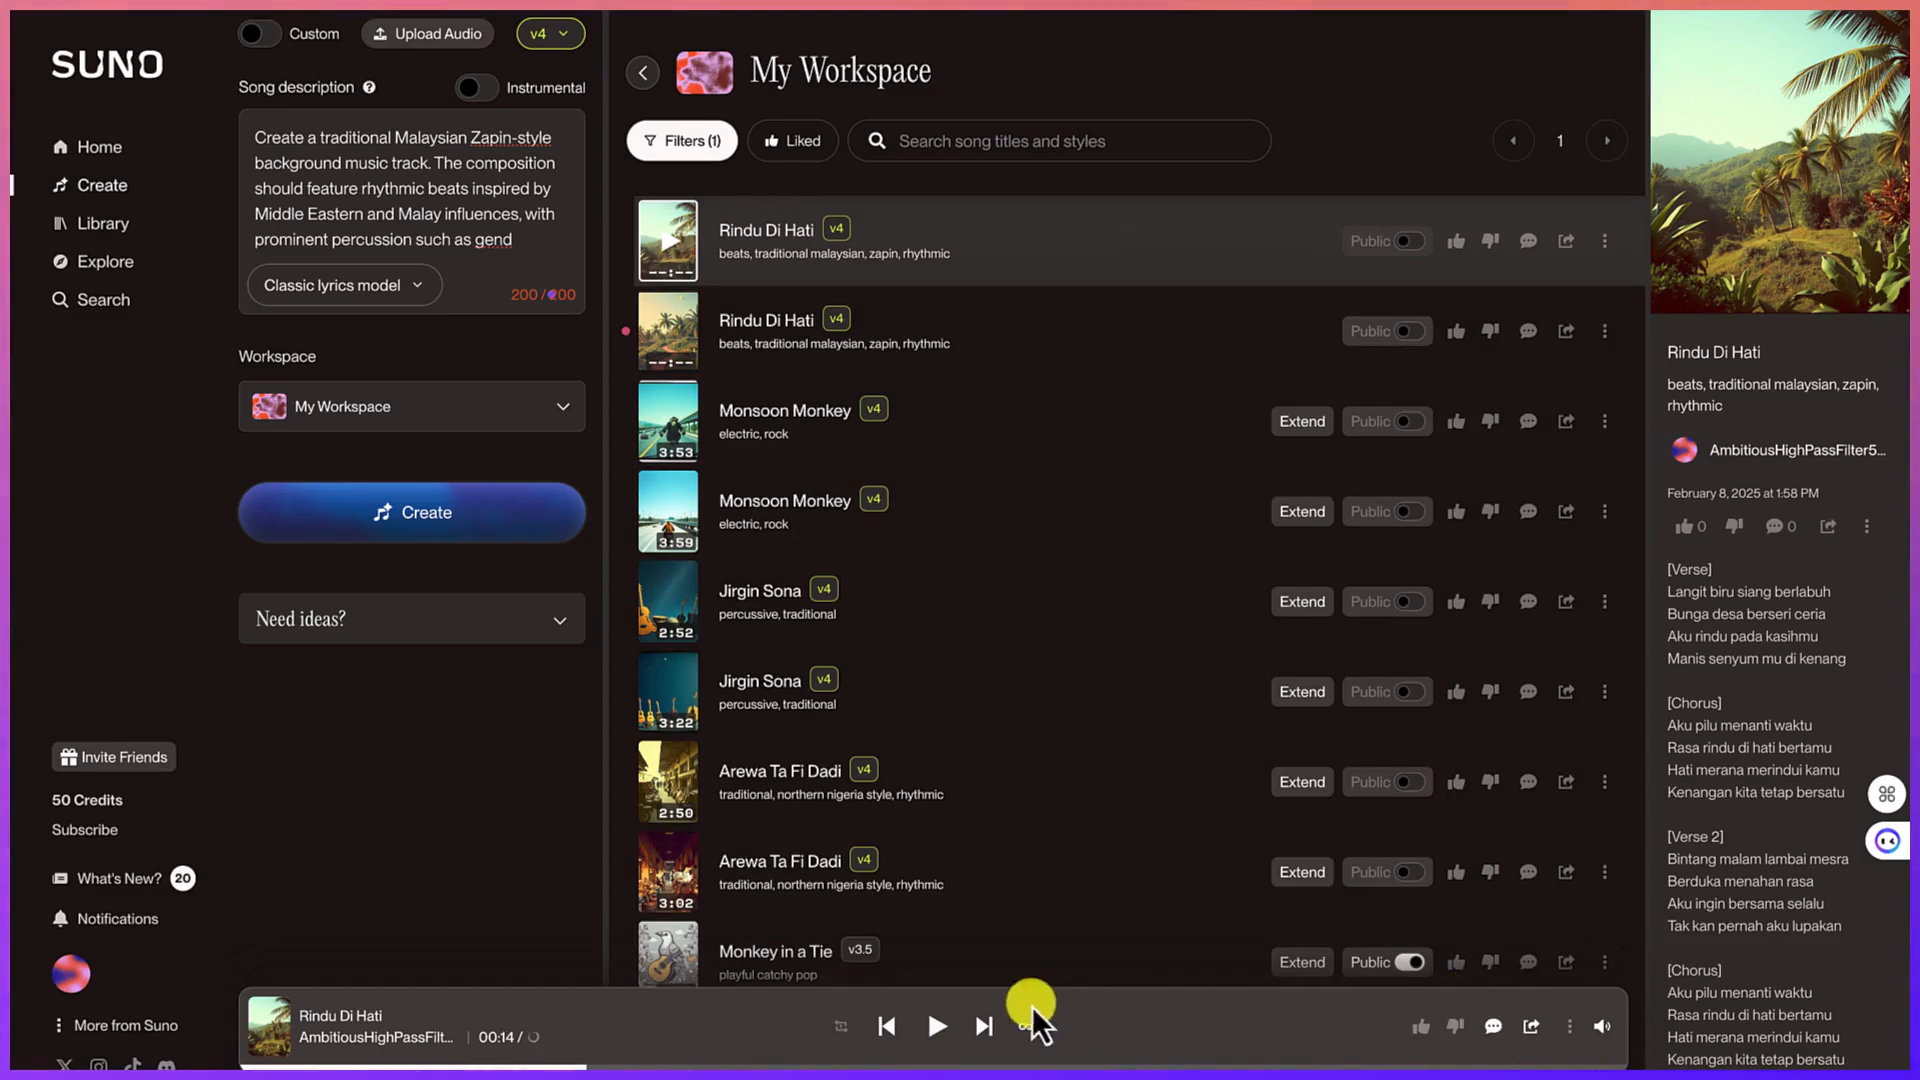 SUNO
Home
Create
Library
Explore
Search
Invite Friends
50 Credits
Subscribe
What's New? 20
Notifications
More from Suno
Custom
Upload Audio
v4
Song description
Instrumental
Create a traditional Malaysian Zapin-style
background music track. The composition
should feature rhythmic beats inspired by
Middle Eastern and Malay influences, with
prominent percussion such as gend
Classic lyrics model
200 / 200
Workspace
My Workspace
Create
Need ideas?
My Workspace
Filters (1)
Liked
Search song titles and styles
1
Rindu Di Hati v4
beats, traditional malaysian, zapin, rhythmic
--:--
Public
Rindu Di Hati v4
beats, traditional malaysian, zapin, rhythmic
--:--
Public
Monsoon Monkey v4
electric, rock
3:53
Extend Public
Monsoon Monkey v4
electric, rock
3:59
Extend Public
Jirgin Sona v4
percussive, traditional
2:52
Extend Public
Jirgin Sona v4
percussive, traditional
3:22
Extend Public
Arewa Ta Fi Dadi v4
traditional, northern nigeria style, rhythmic
2:50
Extend Public
Arewa Ta Fi Dadi v4
traditional, northern nigeria style, rhythmic
3:02
Extend Public
Monkey in a Tie v3.5
playful catchy pop
Extend Public
Rindu Di Hati
AmbitiousHighPassFilt...
00:14 /
Rindu Di Hati
beats, traditional malaysian, zapin,
rhythmic
AmbitiousHighPassFilter5...
February 8, 2025 at 1:58 PM
0 0
[Verse]
Langit biru siang berlabuh
Bunga desa berseri ceria
Aku rindu pada kasihmu
Manis senyum mu di kenang
[Chorus]
Aku pilu menanti waktu
Rasa rindu di hati bertamu
Hati merana merindui kamu
Kenangan kita tetap bersatu
[Verse 2]
Bintang malam lambai mesra
Berduka menahan rasa
Aku ingin bersama selalu
Tak kan pernah aku lupakan
[Chorus]
Aku pilu menanti waktu
Rasa rindu di hati bertamu
Hati merana merindui kamu
Kenangan kita tetap bersatu